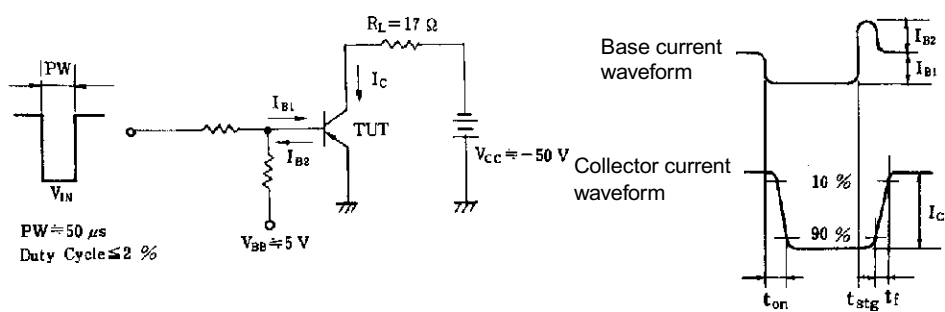 R_L=17 Ω
PW
I_B1
I_C
TUT
I_B2
V_IN
V_CC≒−50 V
V_BB≒5 V
PW≒50 μs
Duty Cycle≦2 %
Base current
waveform
I_B2
I_B1
Collector current
waveform
10 %
90 %
I_C
t_on
t_stg
t_f